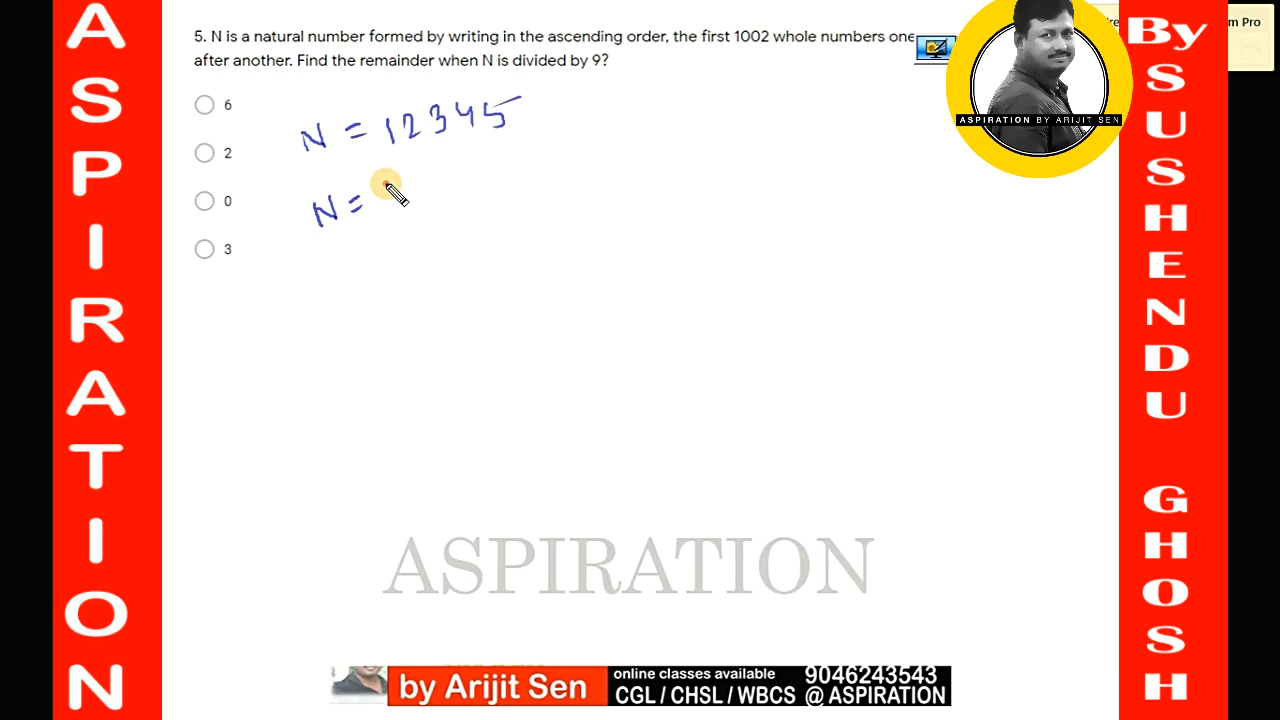 ASPIRATION
5. N is a natural number formed by writing in the ascending order, the first 1002 whole numbers one
after another. Find the remainder when N is divided by 9?
6
2
0
3
N = 12345
N =
ASPIRATION BY ARIJIT SEN
m Pro
By SUSHENDU GHOSH
ASPIRATION
by Arijit Sen
online classes available 9046243543
CGL / CHSL / WBCS @ ASPIRATION